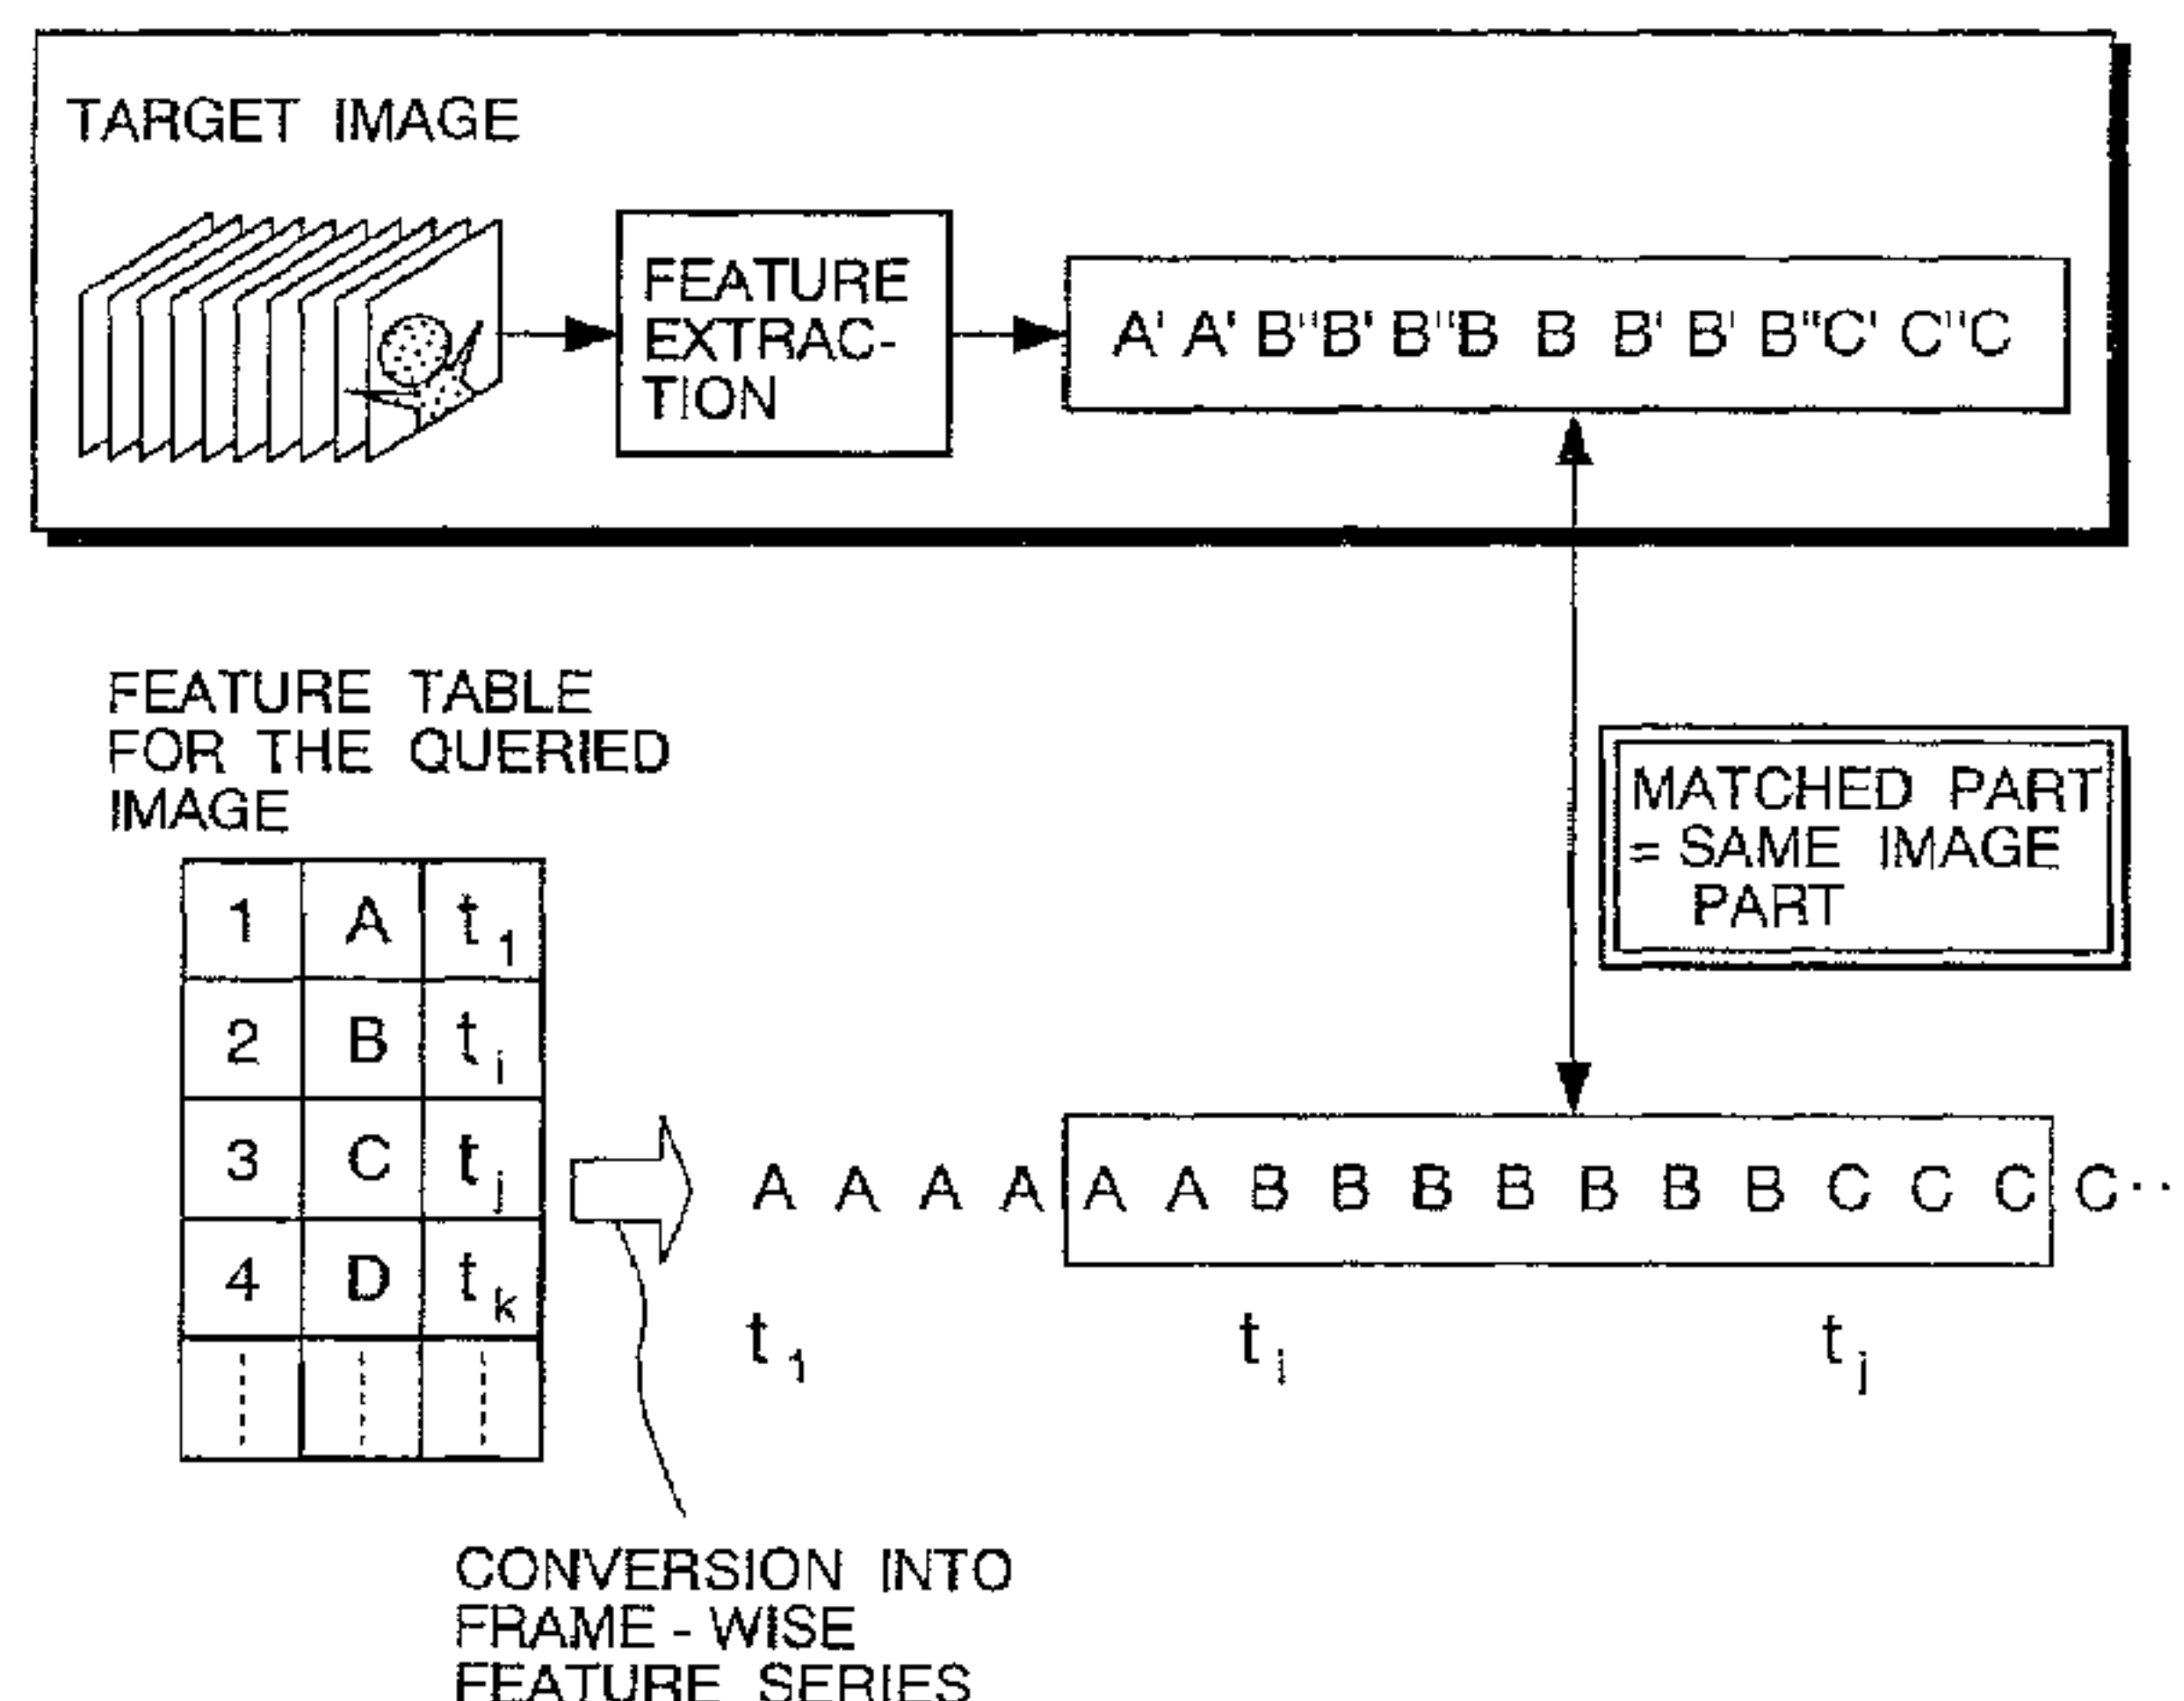 TARGET IMAGE
FEATURE
EXTRAC-
TION
A' A' B" B' B" B B B' B' B" C' C" C
FEATURE TABLE
FOR THE QUERIED
IMAGE
MATCHED PART
= SAME IMAGE
PART
1 A t1
2 B ti
3 C tj
4 D tk
A A A A A A B B B B B B B C C C C··
t1 ti tj
CONVERSION INTO
FRAME - WISE
FEATURE SERIES